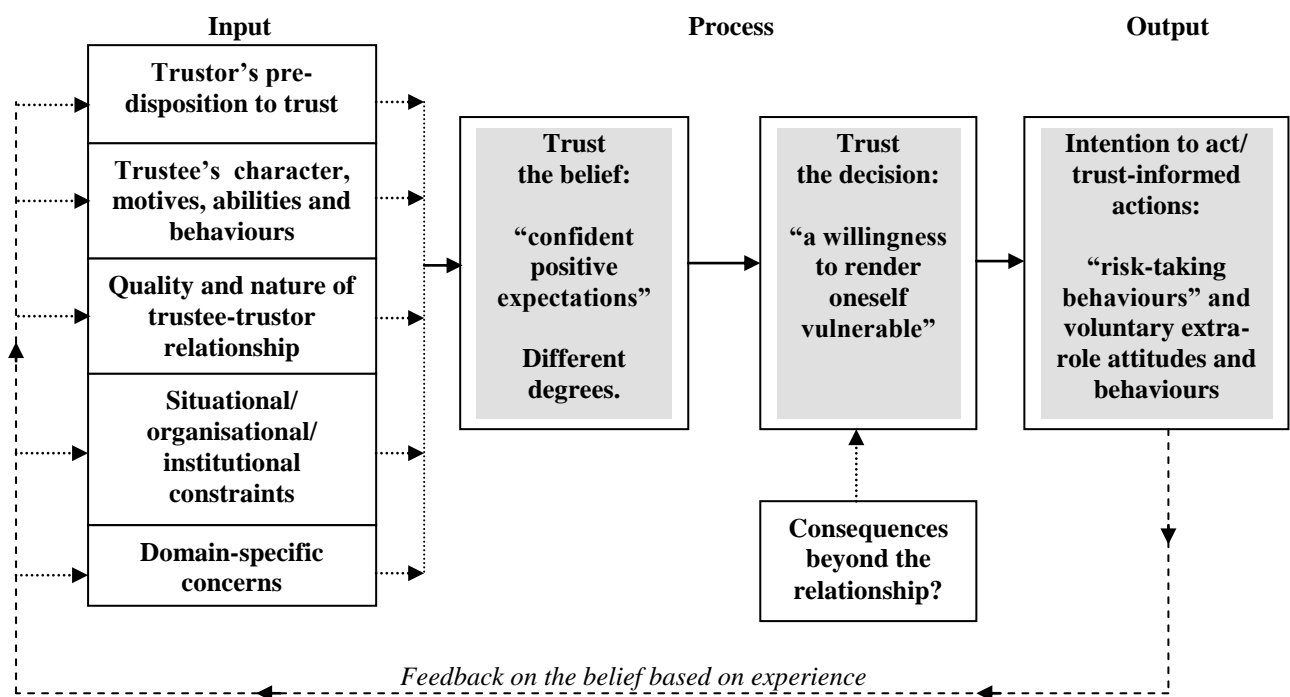 Input
Process
Output
Trustor’s pre-
disposition to trust
Trustee’s character,
motives, abilities and
behaviours
Quality and nature of
trustee-trustor
relationship
Situational/
organisational/
institutional
constraints
Domain-specific
concerns
Trust
the belief:
“confident
positive
expectations”
Different
degrees.
Trust
the decision:
“a willingness
to render
oneself
vulnerable”
Consequences
beyond the
relationship?
Intention to act/
trust-informed
actions:
“risk-taking
behaviours” and
voluntary extra-
role attitudes and
behaviours
Feedback on the belief based on experience